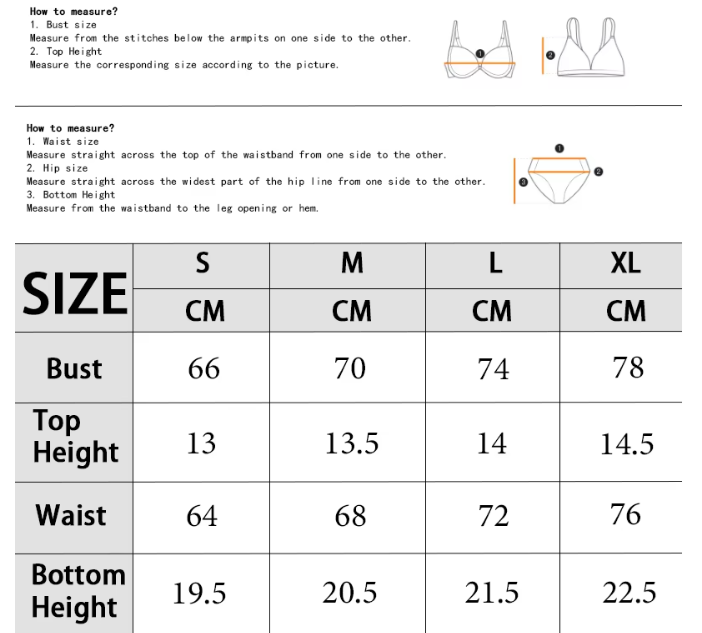 How to measure?
1. Bust size
Measure from the stitches below the armpits on one side to the other.
2. Top Height
Measure the corresponding size according to the picture.
1
2
How to measure?
1. Waist size
Measure straight across the top of the waistband from one side to the other.
2. Hip size
Measure straight across the widest part of the hip line from one side to the other.
3. Bottom Height
Measure from the waistband to the leg opening or hem.
1
2
3
SIZE S M L XL
CM CM CM CM
Bust 66 70 74 78
Top Height 13 13.5 14 14.5
Waist 64 68 72 76
Bottom Height 19.5 20.5 21.5 22.5